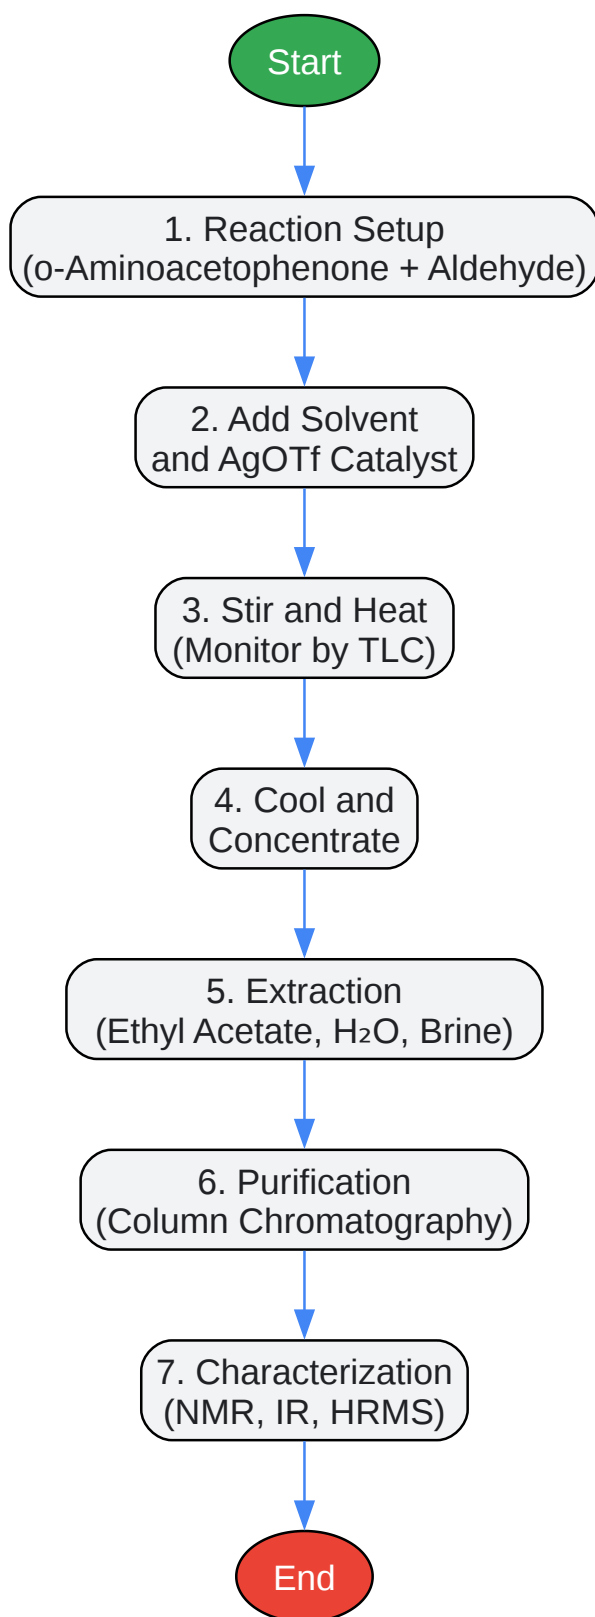 Start
1. Reaction Setup
(o-Aminoacetophenone + Aldehyde)
2. Add Solvent
and AgOTf Catalyst
3. Stir and Heat
(Monitor by TLC)
4. Cool and
Concentrate
5. Extraction
(Ethyl Acetate, H₂O, Brine)
6. Purification
(Column Chromatography)
7. Characterization
(NMR, IR, HRMS)
End